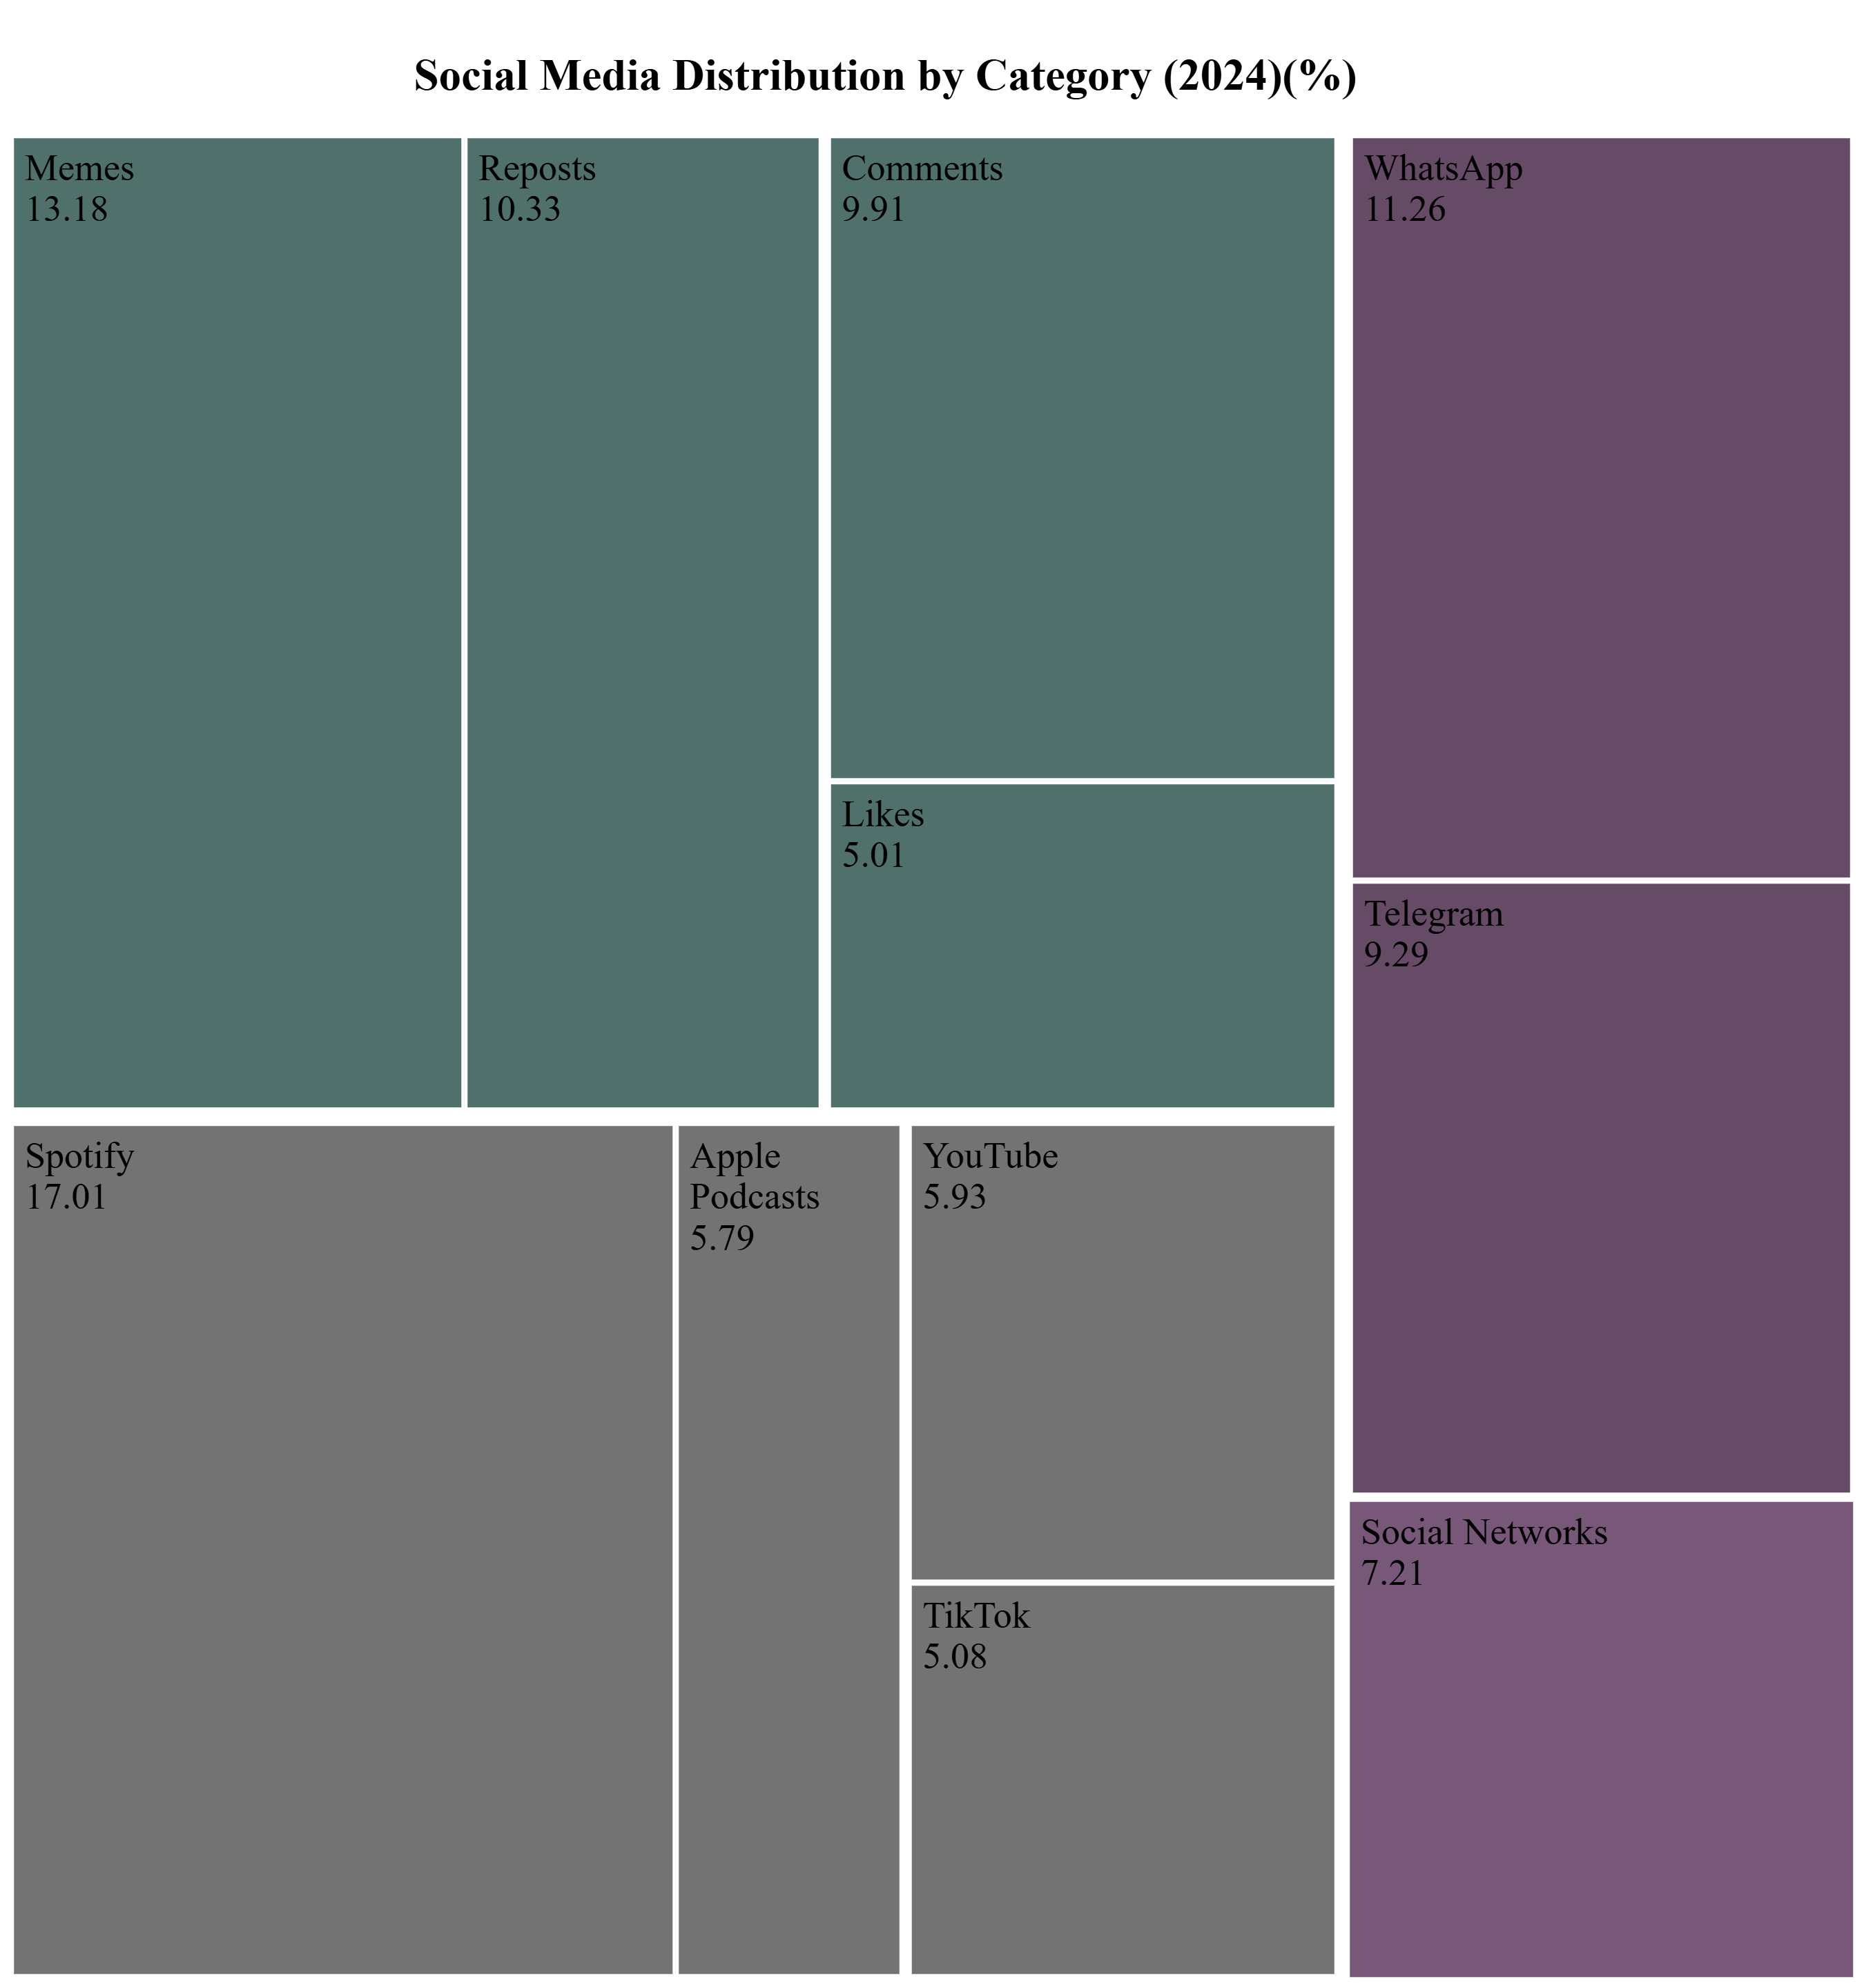 Social Media Distribution by Category (2024)(%)
Memes
13.18
Reposts
10.33
Comments
9.91
Likes
5.01
WhatsApp
11.26
Telegram
9.29
Social Networks
7.21
Spotify
17.01
Apple
Podcasts
5.79
YouTube
5.93
TikTok
5.08